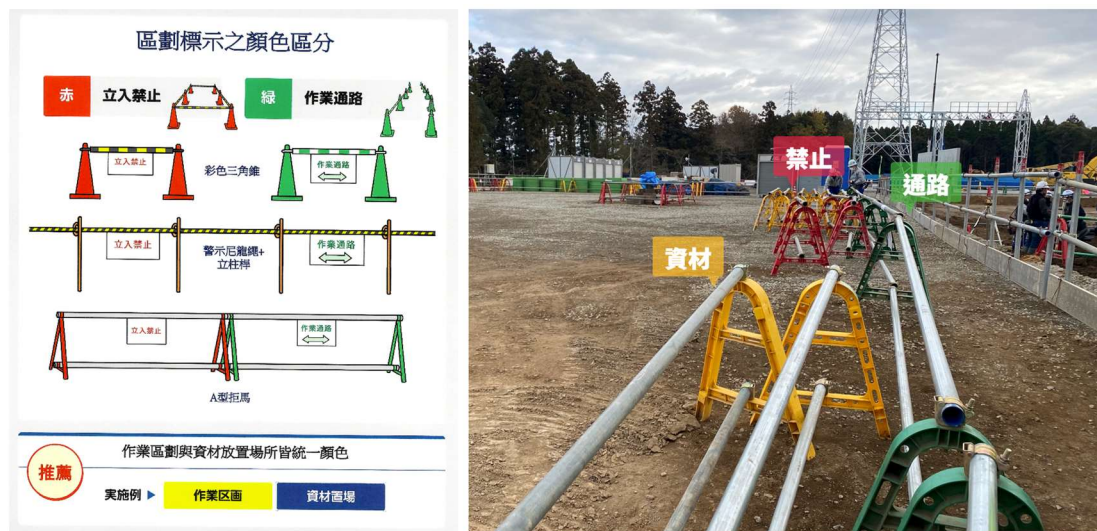 區劃標示之顏色區分
赤 立入禁止
緑 作業通路
立入禁止
作業通路
彩色三角錐
立入禁止
作業通路
警示尼龍繩+
立柱桿
立入禁止
作業通路
A型拒馬
推薦
作業區劃與資材放置場所皆統一顏色
実施例 作業区画 資材置場
禁止
通路
資材